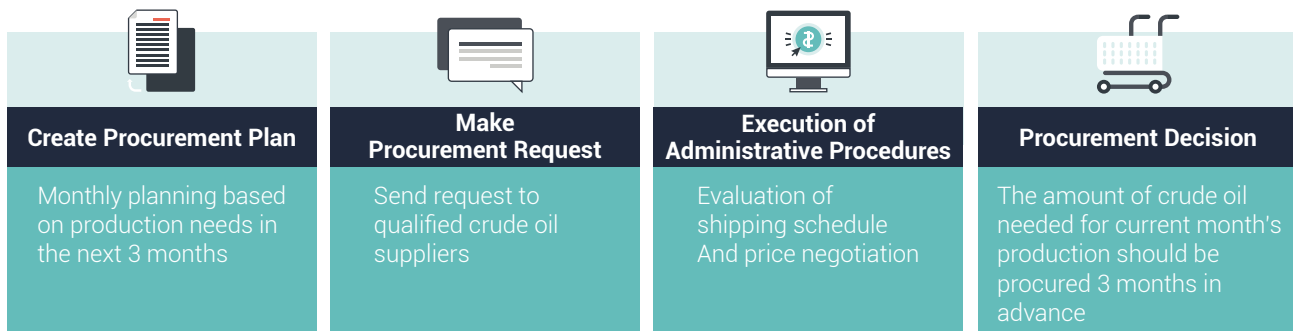 Create Procurement Plan
Monthly planning based
on production needs in
the next 3 months
Make
Procurement Request
Send request to
qualified crude oil
suppliers
Execution of
Administrative Procedures
Evaluation of
shipping schedule
And price negotiation
Procurement Decision
The amount of crude oil
needed for current month's
production should be
procured 3 months in
advance